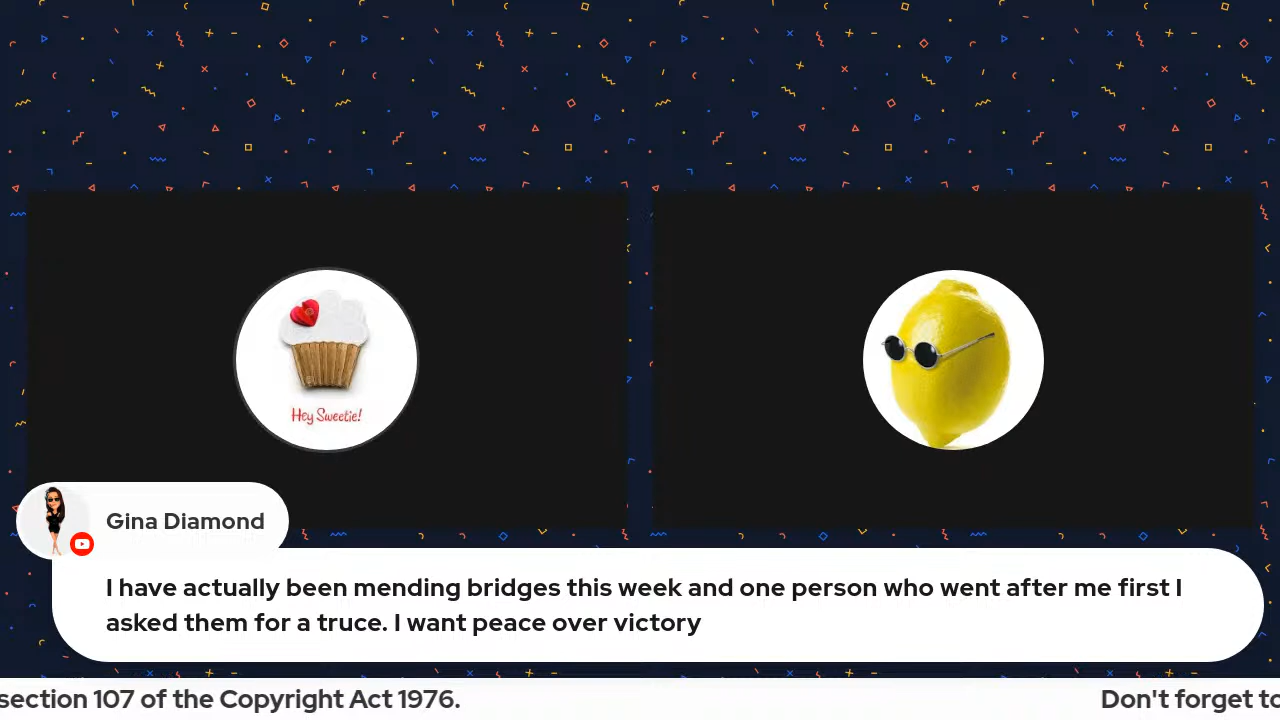 Hey Sweetie!
Gina Diamond
I have actually been mending bridges this week and one person who went after me first I
asked them for a truce. I want peace over victory
section 107 of the Copyright Act 1976.
Don't forget to